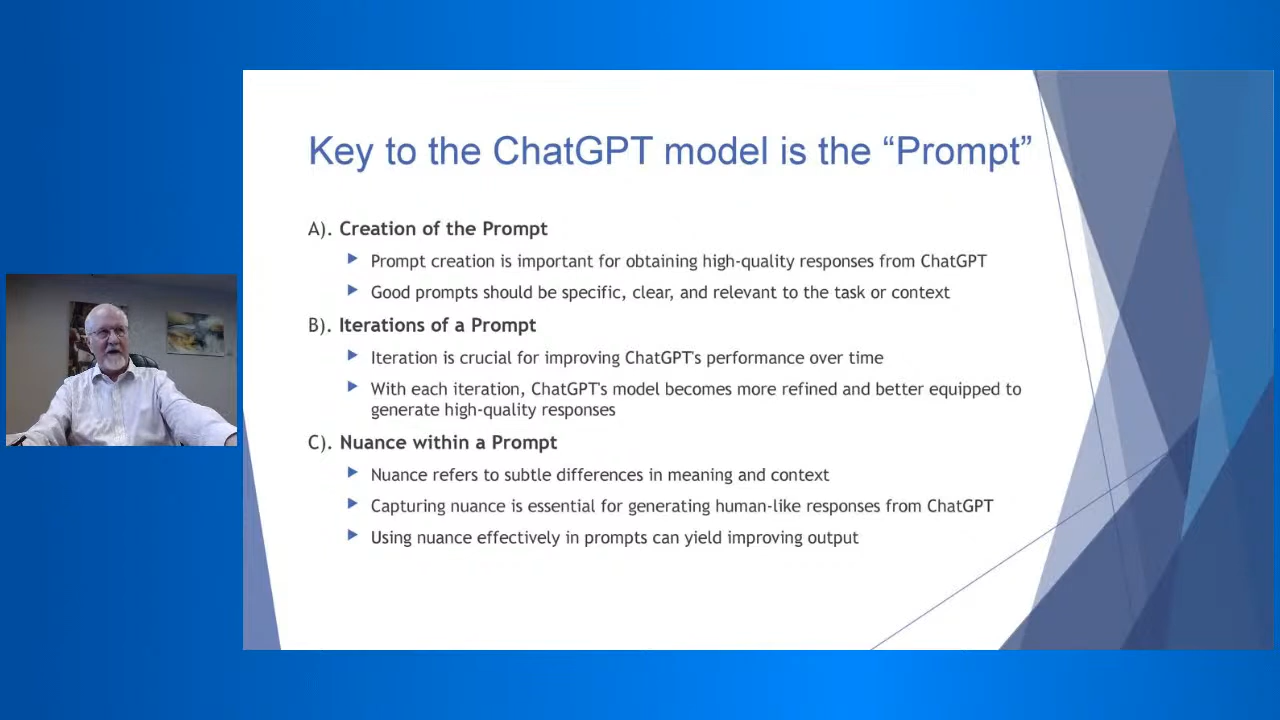 Key to the ChatGPT model is the “Prompt”
A). Creation of the Prompt
Prompt creation is important for obtaining high-quality responses from ChatGPT
Good prompts should be specific, clear, and relevant to the task or context
B). Iterations of a Prompt
Iteration is crucial for improving ChatGPT's performance over time
With each iteration, ChatGPT's model becomes more refined and better equipped to
generate high-quality responses
C). Nuance within a Prompt
Nuance refers to subtle differences in meaning and context
Capturing nuance is essential for generating human-like responses from ChatGPT
Using nuance effectively in prompts can yield improving output